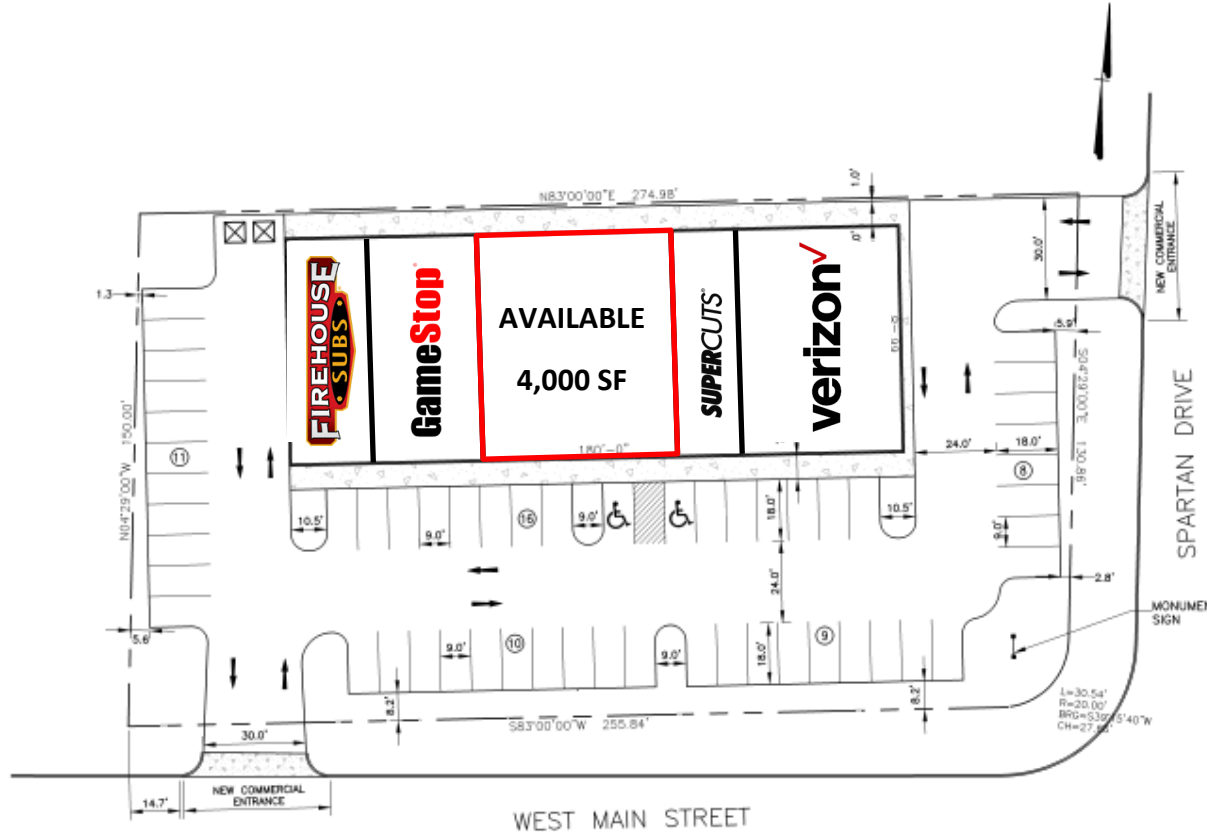 N83°00'00"E 274.98'
1.0'
.0'
30.0'
NEW COMMERCIAL
ENTRANCE
1.3
FIREHOUSE
SUBS
GameStop
AVAILABLE
4,000 SF
SUPERCUTS
verizon
5.9'
S04°29'00"E 130.86'
SPARTAN DRIVE
N04°29'00"W 150.00'
11
180'-0"
24.0'
18.0'
8
9.0'
10.5'
9.0'
16
9.0'
18.0'
10.5'
24.0'
2.8'
MONUMEN
SIGN
5.6'
9.0'
10
9.0'
18.0'
9
8.2'
8.2'
S83°00'00"W 255.84'
L=30.54'
R=20.00'
30.0'
14.7'
NEW COMMERCIAL
ENTRANCE
WEST MAIN STREET